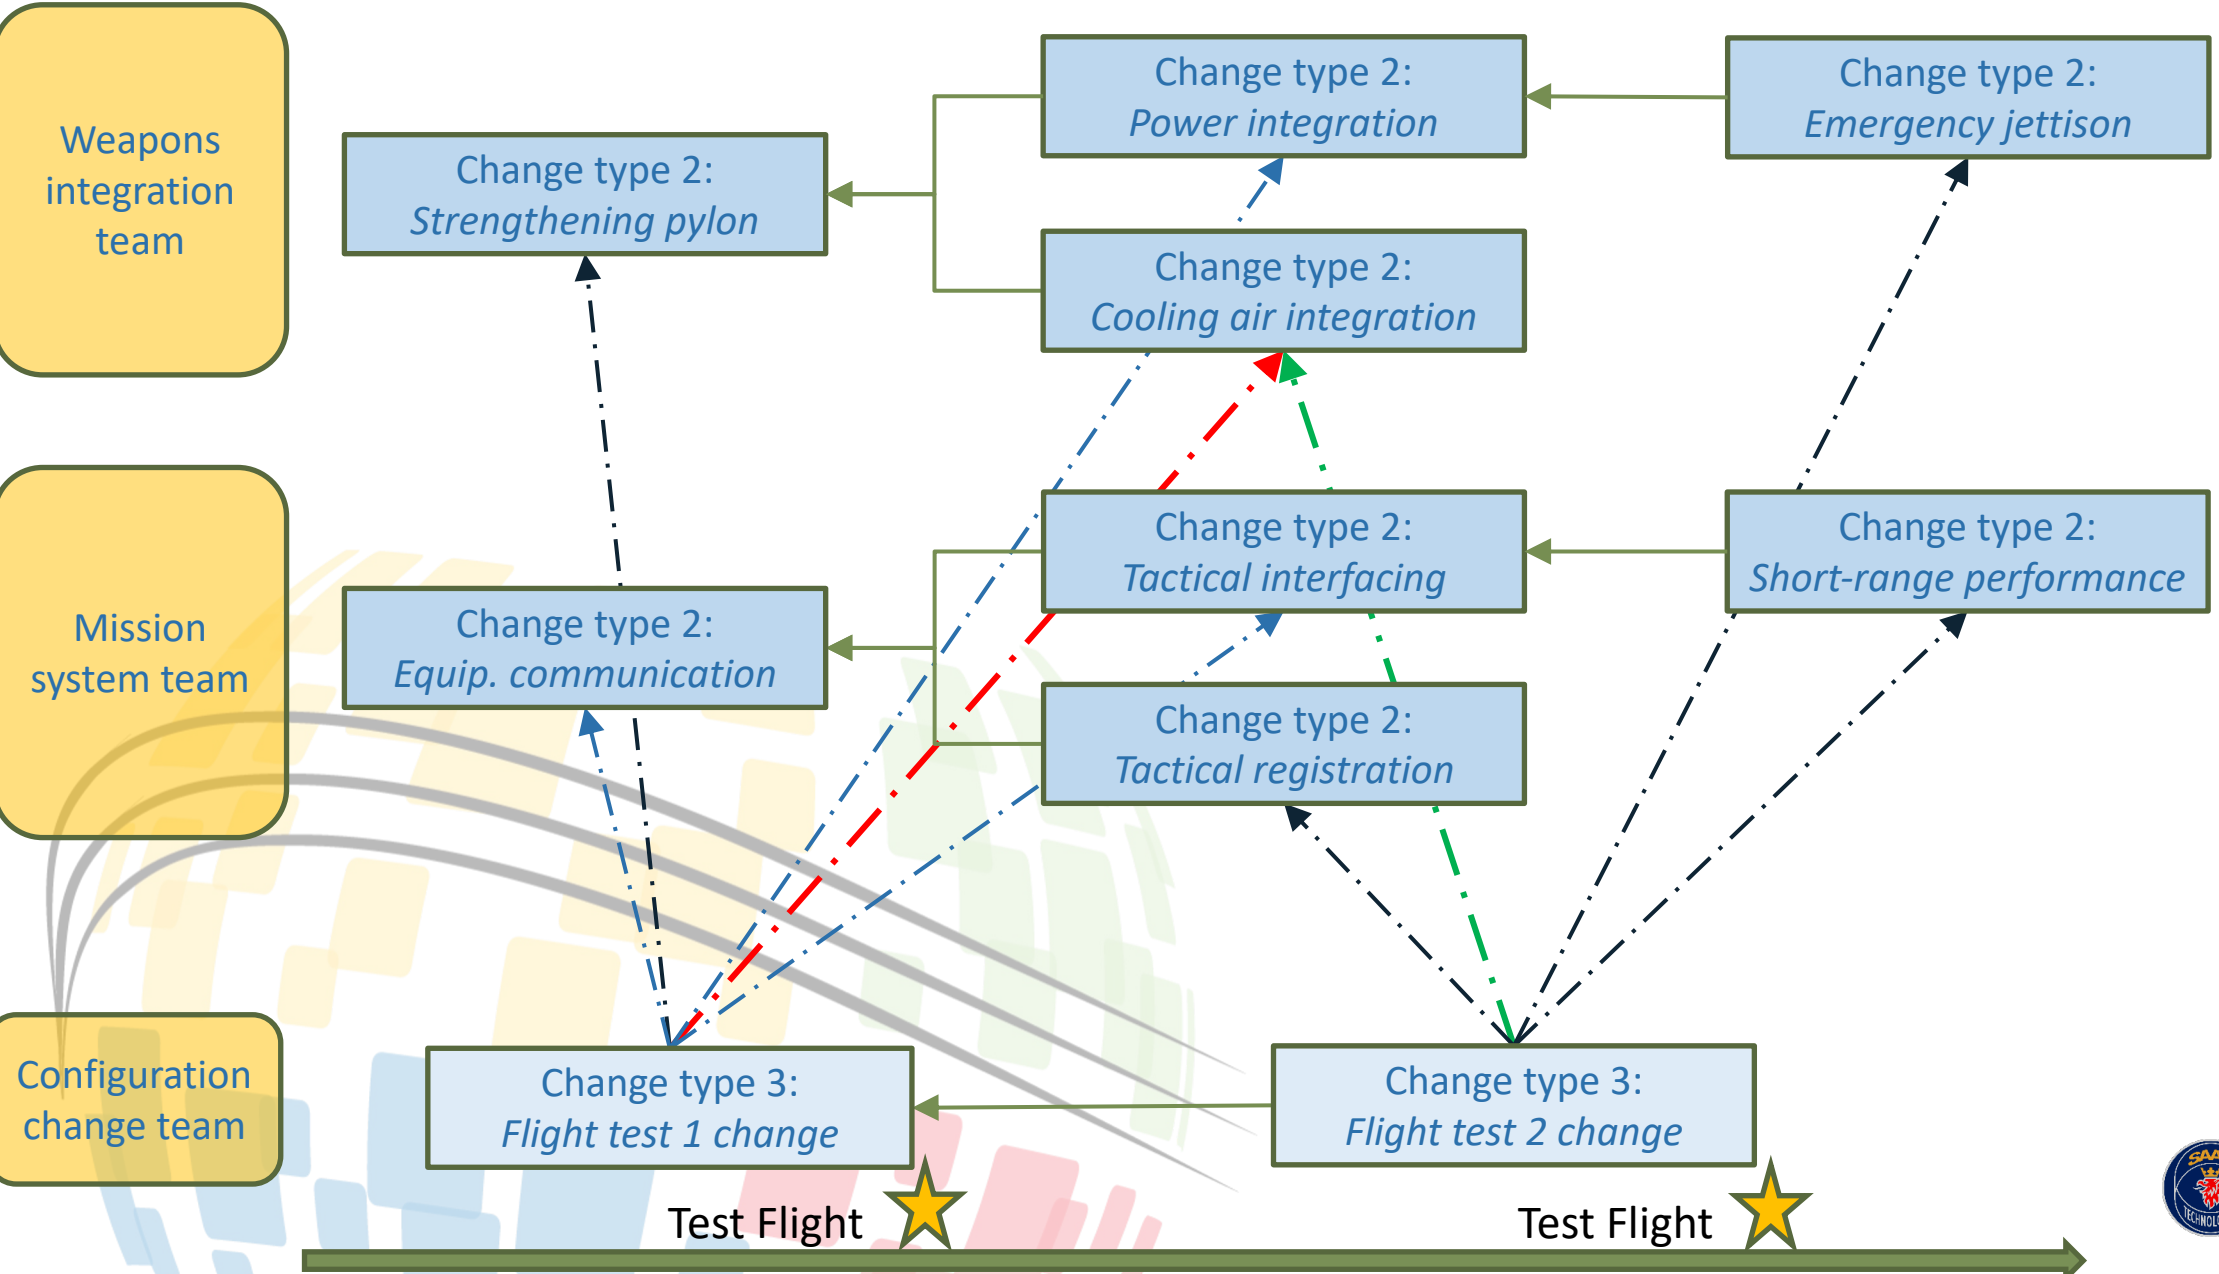 Weapons
integration
team
Change type 2:
Strengthening pylon
Change type 2:
Power integration
Change type 2:
Cooling air integration
Change type 2:
Emergency jettison
Mission
system team
Change type 2:
Equip. communication
Change type 2:
Tactical interfacing
Change type 2:
Tactical registration
Change type 2:
Short-range performance
Configuration
change team
Change type 3:
Flight test 1 change
Change type 3:
Flight test 2 change
Test Flight
Test Flight